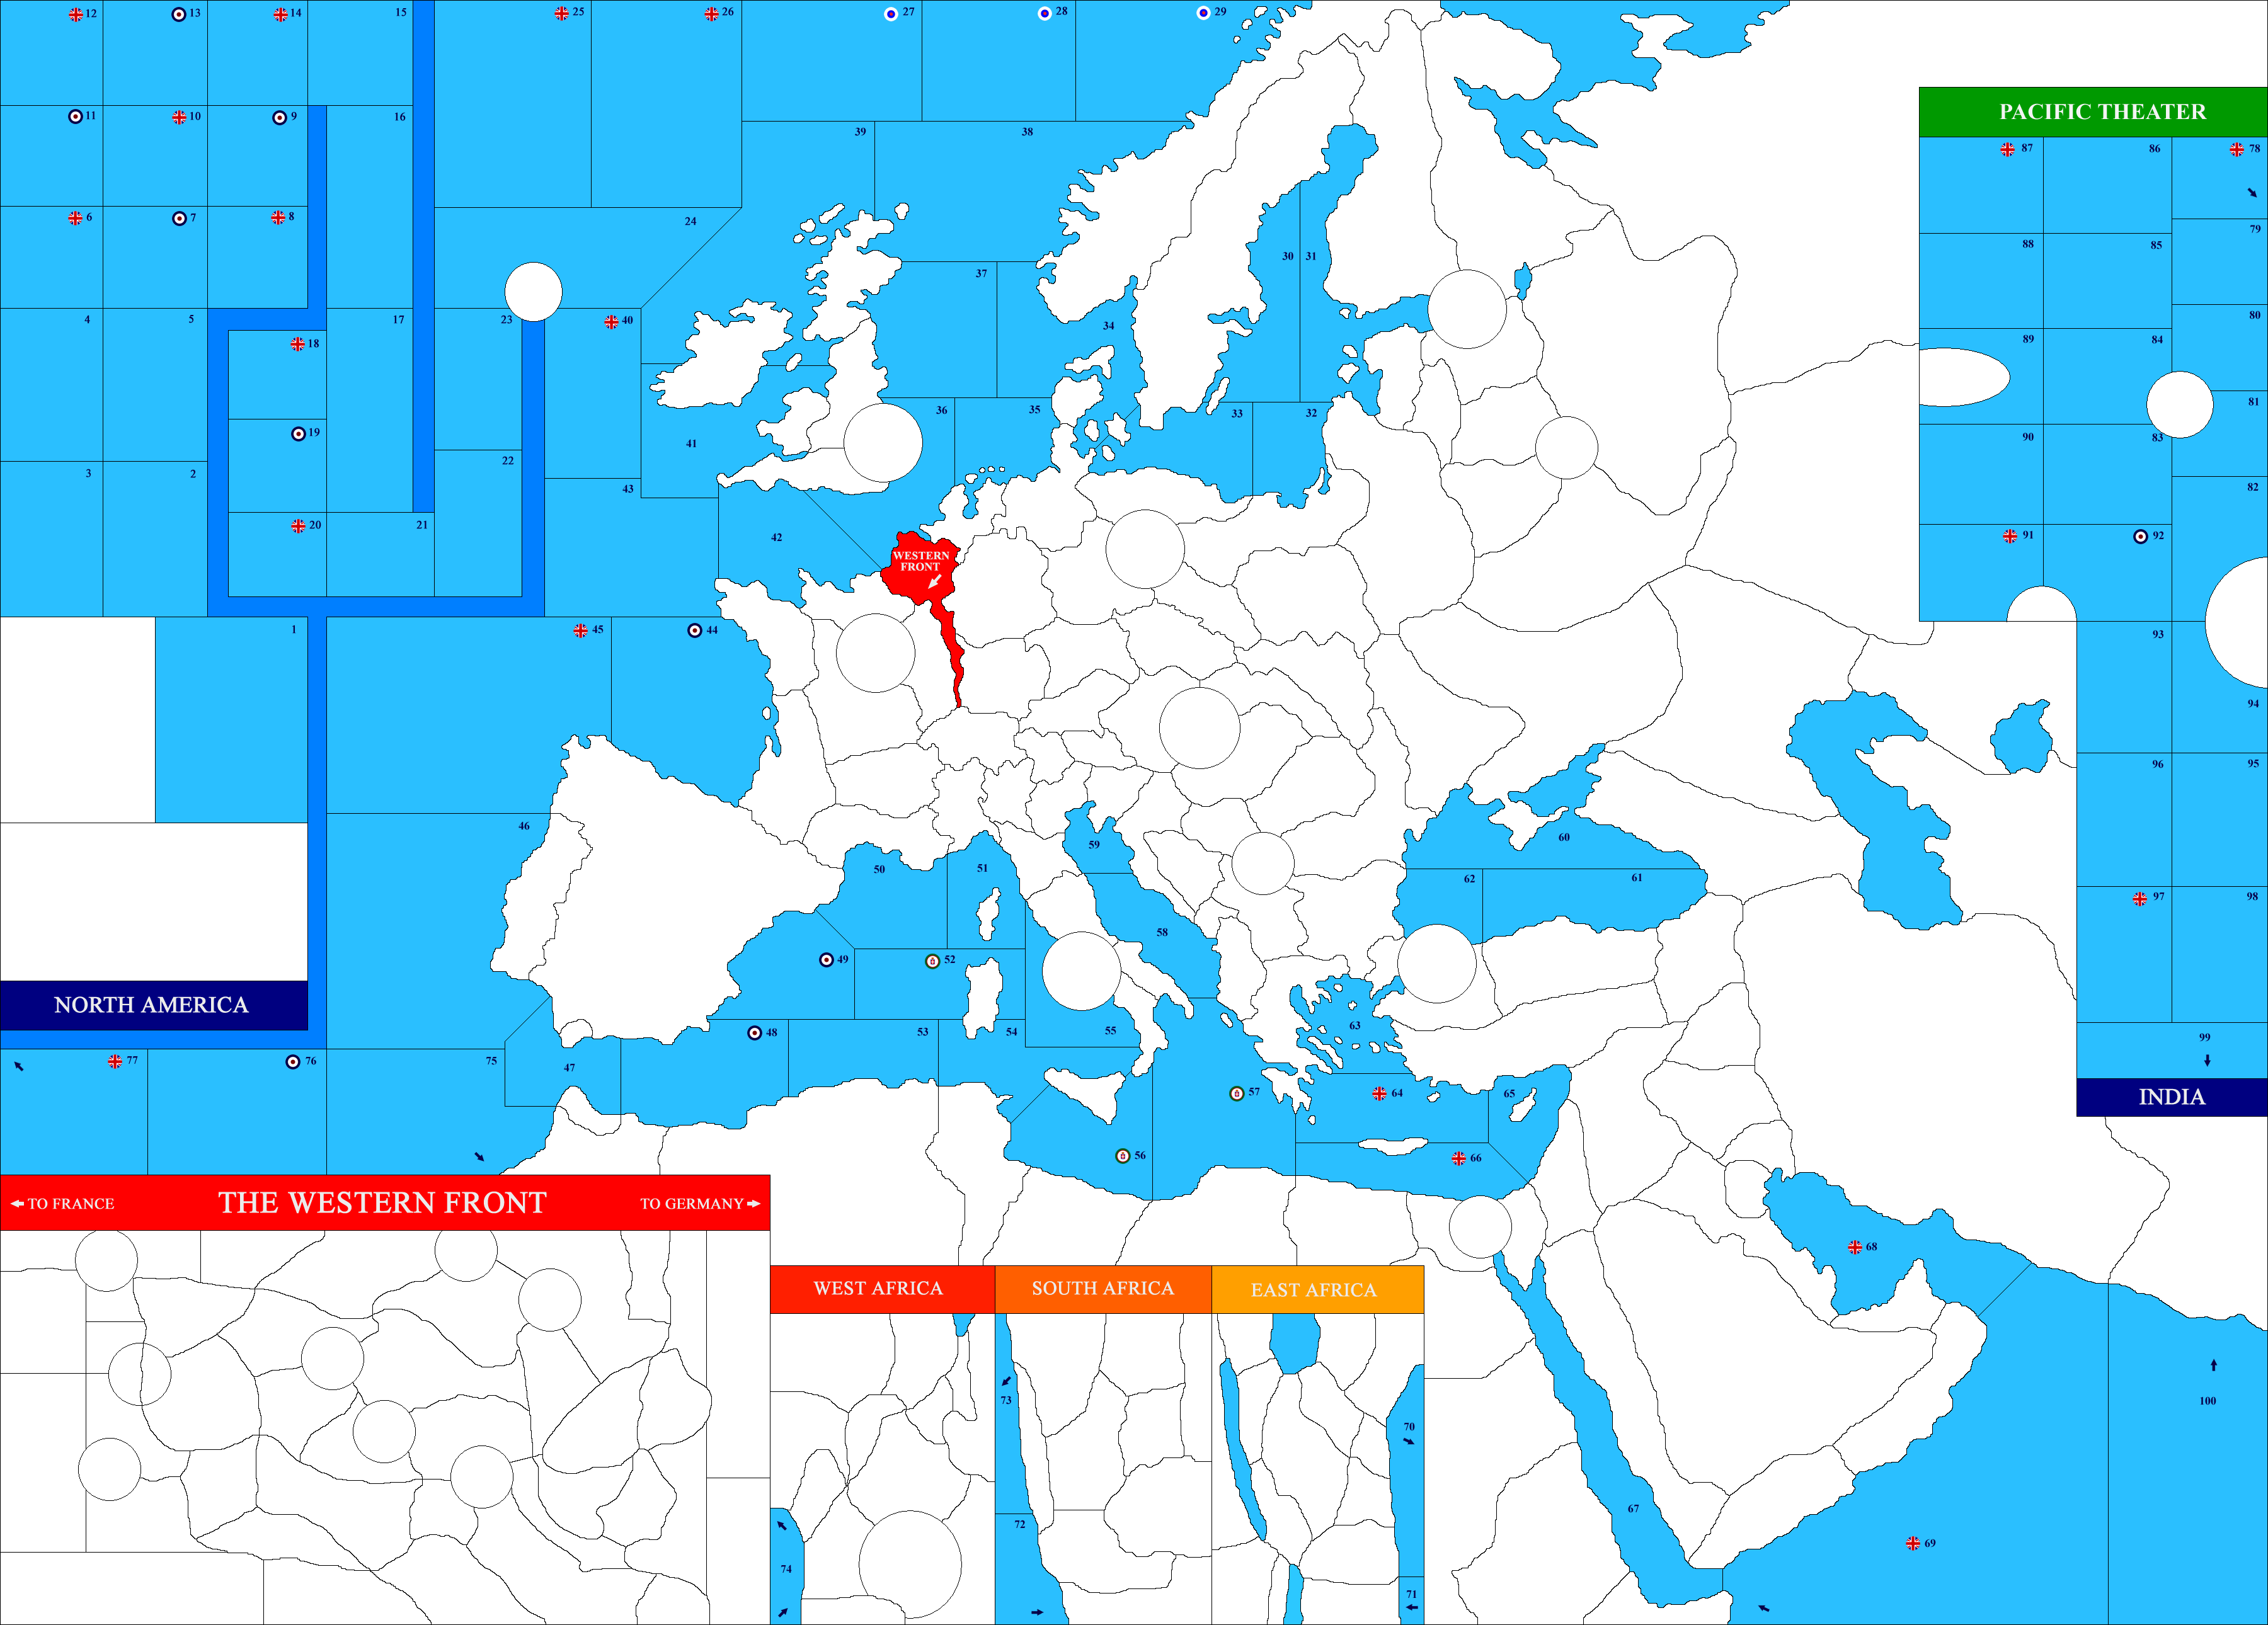 12 13 14 15 25 26 27 28 29
11 10 9 16 39 38
PACIFIC THEATER
87 86 78
6 7 8 24
88 85 79
37 30 31
4 5 17 23 40 34
89 84 80
18
19 41 36 35 33 32
81
90 83
3 2 22 43
82
20 21 42
91 92
WESTERN
FRONT
1 45 44
93
94
96 95
46 59 60
50 51 62 61
97 98
49 52 58
NORTH AMERICA
63
99
77 76 75 47 48 53 54 55
57 64 65
INDIA
56 66
TO FRANCE THE WESTERN FRONT TO GERMANY
68
WEST AFRICA SOUTH AFRICA EAST AFRICA
73 70 100
72 67
69
74 71